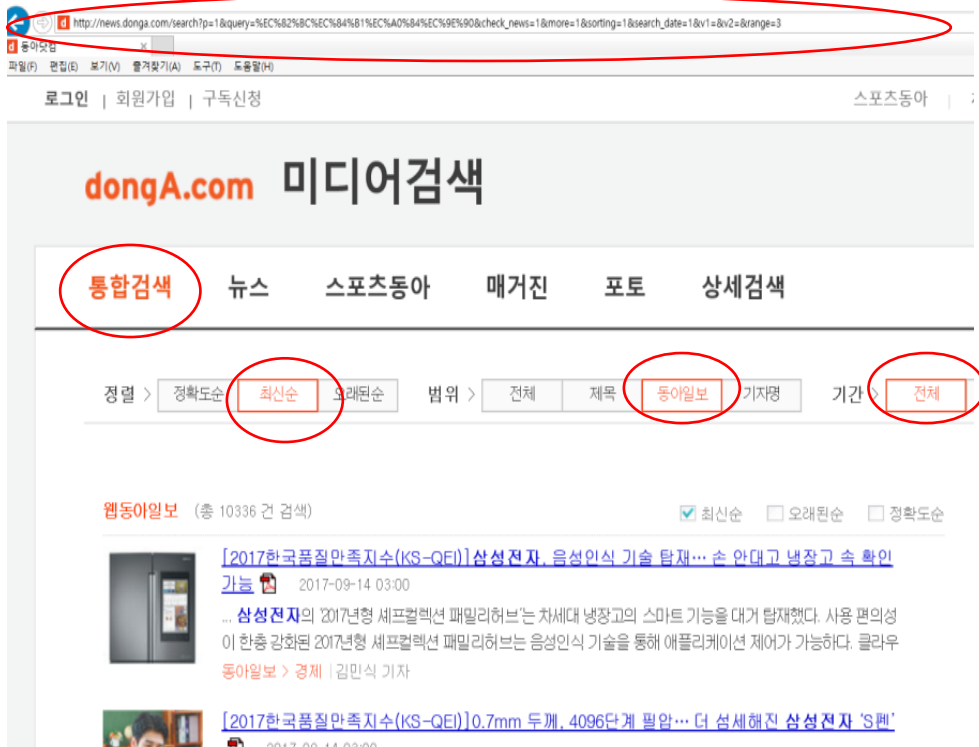 http://news.donga.com/search?p=1&query=%EC%82%BC%EC%84%B1%EC%A0%84%EC%9E%90&check_news=1&more=1&sorting=1&search_date=1&v1=&v2=&range=3
동아닷컴 ×
파일(F) 편집(E) 보기(V) 즐겨찾기(A) 도구(T) 도움말(H)
로그인 | 회원가입 | 구독신청 스포츠동아 |
dongA.com 미디어검색
통합검색 뉴스 스포츠동아 매거진 포토 상세검색
정렬 > 정확도순 최신순 오래된순 범위 > 전체 제목 동아일보 기자명 기간 > 전체
웹동아일보 (총 10336 건 검색) 최신순 오래된순 정확도순
[2017한국품질만족지수(KS-QEI)]삼성전자, 음성인식 기술 탑재… 손 안대고 냉장고 속 확인
가능 2017-09-14 03:00
... 삼성전자의 ‘2017년형 셰프컬렉션 패밀리허브’는 차세대 냉장고의 스마트 기능을 대거 탑재했다. 사용 편의성
이 한층 강화된 2017년형 셰프컬렉션 패밀리허브는 음성인식 기술을 통해 애플리케이션 제어가 가능하다. 클라우
동아일보 > 경제 | 김민식 기자
[2017한국품질만족지수(KS-QEI)]0.7mm 두께, 4096단계 필압… 더 섬세해진 삼성전자 ‘S펜’
2017-09-14 03:00